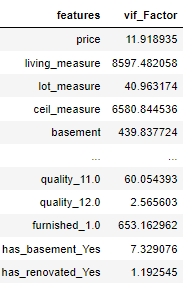 features vif_Factor
price 11.918935
living_measure 8597.482058
lot_measure 40.963174
ceil_measure 6580.844536
basement 439.837724
... ...
quality_11.0 60.054393
quality_12.0 2.565603
furnished_1.0 653.162962
has_basement_Yes 7.329076
has_renovated_Yes 1.192545